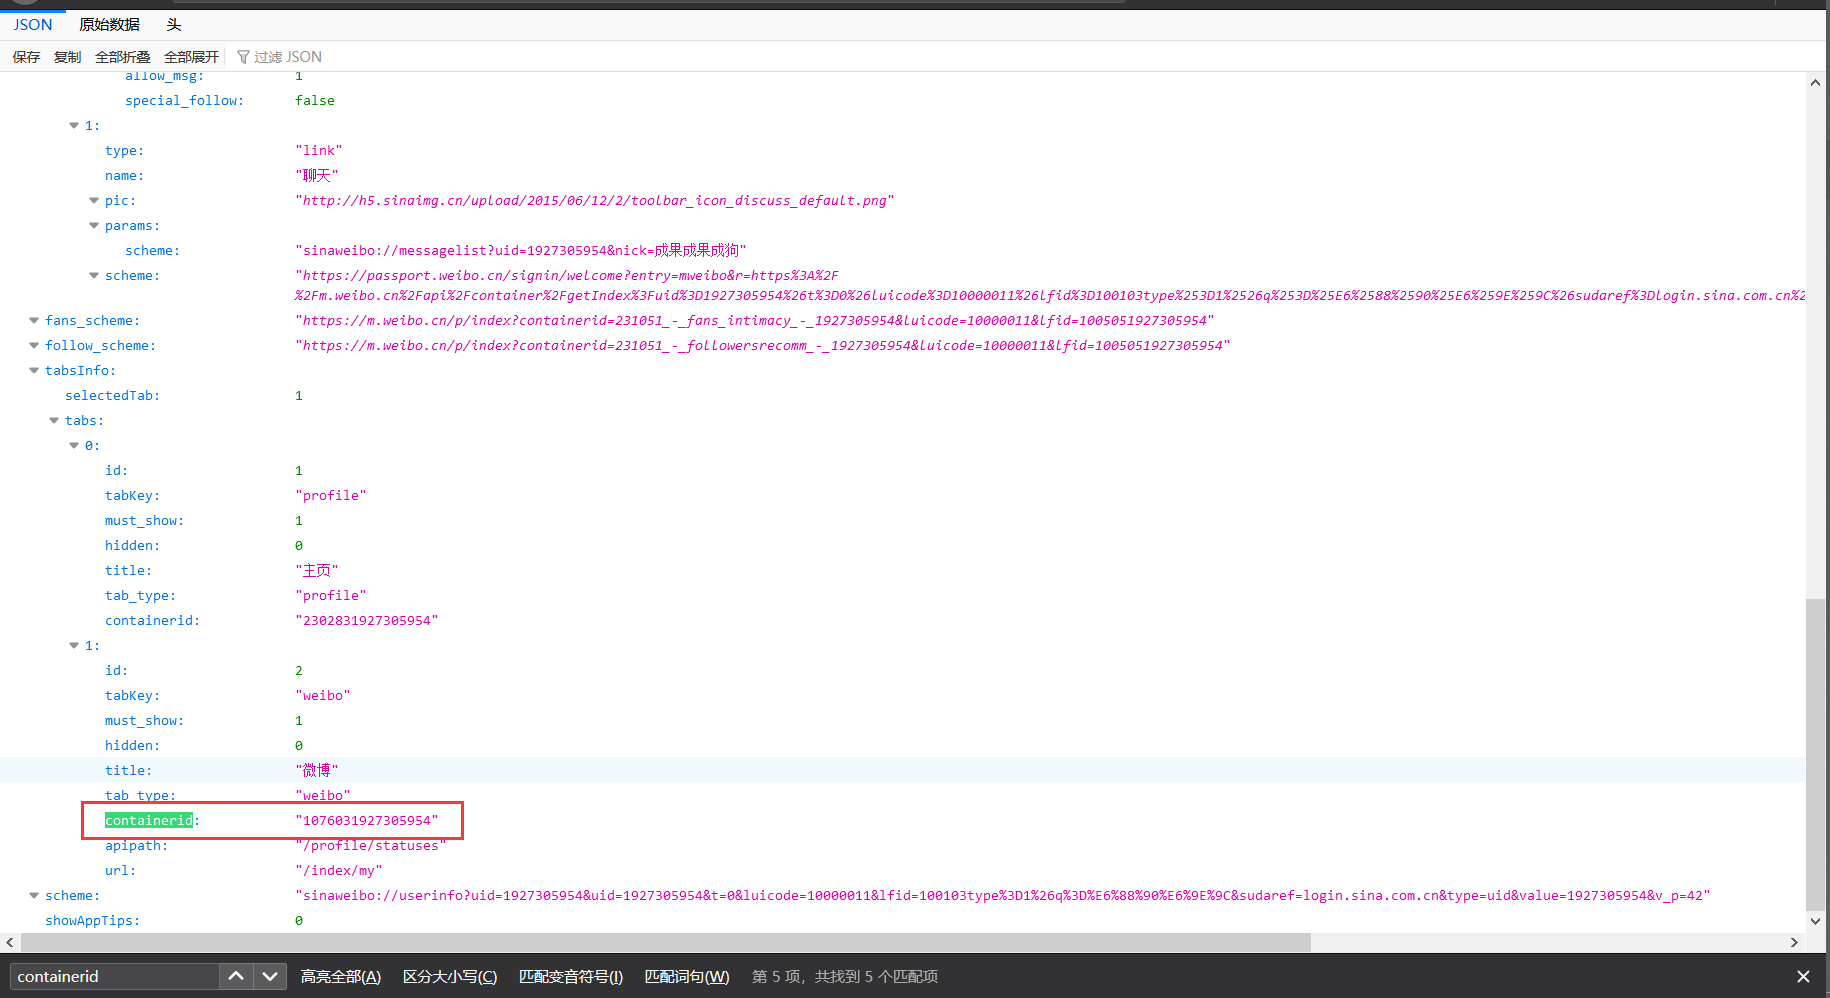 JSON 原始数据 头
保存 复制 全部折叠 全部展开 过滤 JSON
allow_msg: 1
special_follow: false
1:
type: "link"
name: "聊天"
pic: "http://h5.sinaimg.cn/upload/2015/06/12/2/toolbar_icon_discuss_default.png"
params:
scheme: "sinaweibo://messagelist?uid=1927305954&nick=成果成果成狗"
scheme: "https://passport.weibo.cn/signin/welcome?entry=mweibo&r=https%3A%2F
%2Fm.weibo.cn%2Fapi%2Fcontainer%2FgetIndex%3Fuid%3D1927305954%26t%3D0%26luicode%3D10000011%26lfid%3D100103type%253D1%2526q%253D%25E6%2588%2590%25E6%259E%259C%26sudaref%3Dlogin.sina.com.cn%2
fans_scheme: "https://m.weibo.cn/p/index?containerid=231051_-_fans_intimacy_-_1927305954&luicode=10000011&lfid=1005051927305954"
follow_scheme: "https://m.weibo.cn/p/index?containerid=231051_-_followersrecomm_-_1927305954&luicode=10000011&lfid=1005051927305954"
tabsInfo:
selectedTab: 1
tabs:
0:
id: 1
tabKey: "profile"
must_show: 1
hidden: 0
title: "主页"
tab_type: "profile"
containerid: "2302831927305954"
1:
id: 2
tabKey: "weibo"
must_show: 1
hidden: 0
title: "微博"
tab_type: "weibo"
containerid: "1076031927305954"
apipath: "/profile/statuses"
url: "/index/my"
scheme: "sinaweibo://userinfo?uid=1927305954&uid=1927305954&t=0&luicode=10000011&lfid=100103type%3D1%26q%3D%E6%88%90%E6%9E%9C&sudaref=login.sina.com.cn&type=uid&value=1927305954&v_p=42"
showAppTips: 0
containerid 高亮全部(A) 区分大小写(C) 匹配变音符号(I) 匹配词句(W) 第 5 项，共找到 5 个匹配项